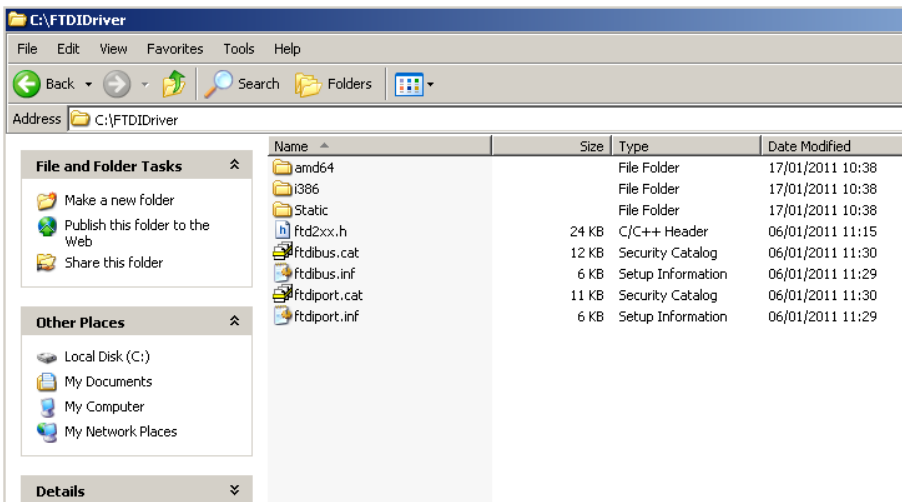 C:\FTDIDriver
File Edit View Favorites Tools Help
Back Search Folders
Address C:\FTDIDriver
File and Folder Tasks
Make a new folder
Publish this folder to the
Web
Share this folder
Other Places
Local Disk (C:)
My Documents
My Computer
My Network Places
Details
Name Size Type Date Modified
amd64 File Folder 17/01/2011 10:38
i386 File Folder 17/01/2011 10:38
Static File Folder 17/01/2011 10:38
ftd2xx.h 24 KB C/C++ Header 06/01/2011 11:15
ftdibus.cat 12 KB Security Catalog 06/01/2011 11:30
ftdibus.inf 6 KB Setup Information 06/01/2011 11:29
ftdiport.cat 11 KB Security Catalog 06/01/2011 11:30
ftdiport.inf 6 KB Setup Information 06/01/2011 11:29